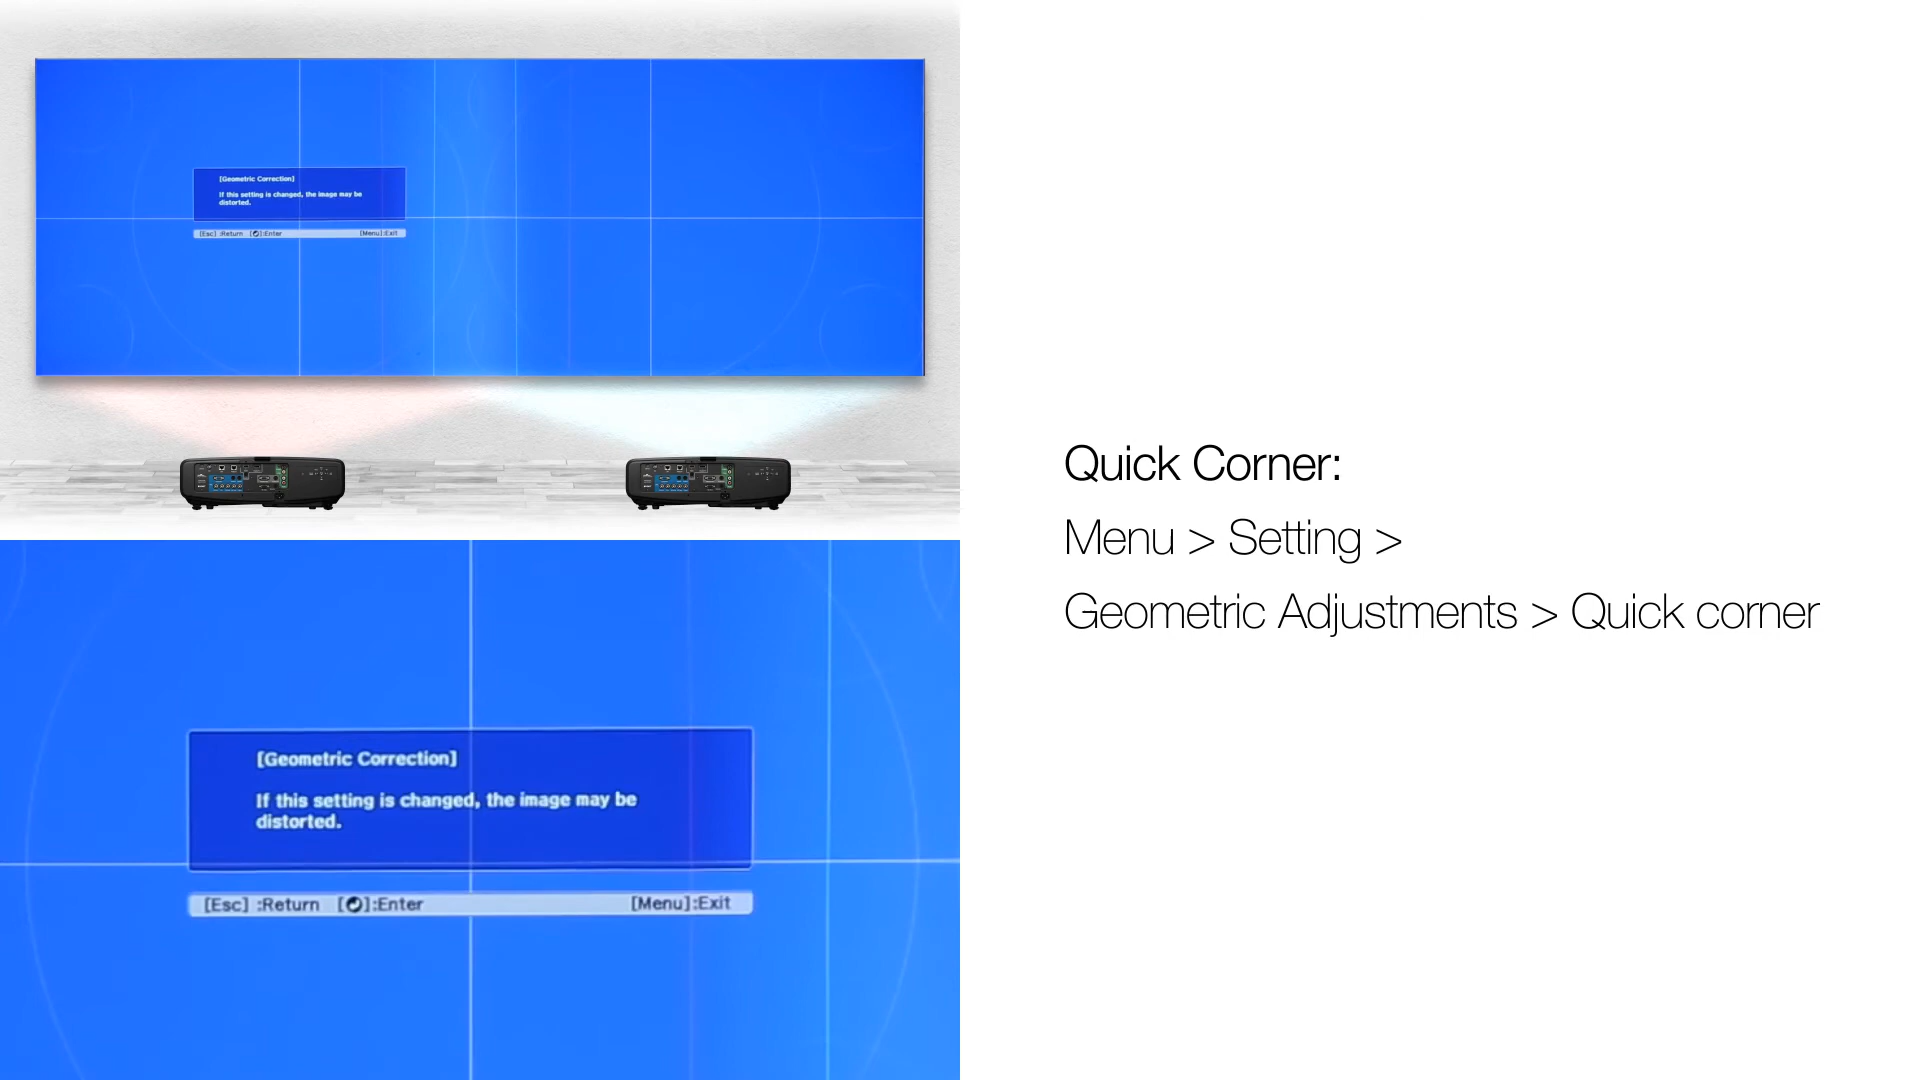 [Geometric Correction]
If this setting is changed, the image may be
distorted.
[Esc] :Return [ ]:Enter [Menu]:Exit
[Geometric Correction]
If this setting is changed, the image may be
distorted.
[Esc] :Return [ ]:Enter [Menu]:Exit
Quick Corner:
Menu > Setting >
Geometric Adjustments > Quick corner